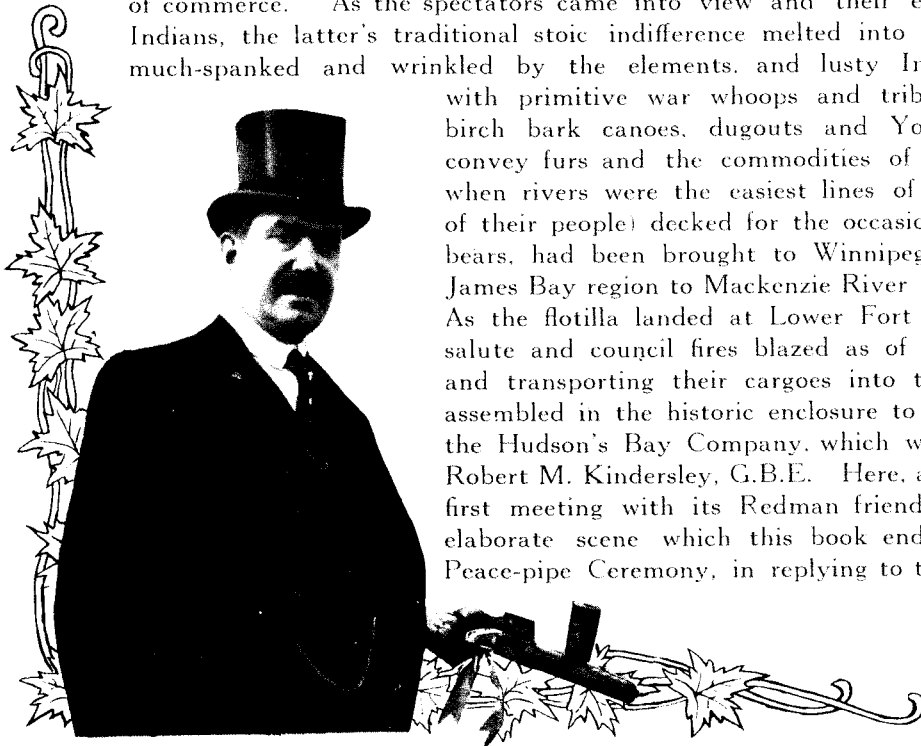 of commerce. As the spectators came into view and their
Indians, the latter's traditional stoic indifference melted into
much-spanked and wrinkled by the elements. and lusty
with primitive war whoops and
birch bark canoes, dugouts and
convey furs and the commodities of
when rivers were the easiest lines of
of their people) decked for the
bears, had been brought to Winnipeg
James Bay region to Mackenzie River
As the flotilla landed at Lower Fort
salute and council fires blazed as of
and transporting their cargoes into
assembled in the historic enclosure to
the Hudson's Bay Company, which
Robert M. Kindersley, G.B.E. Here,
first meeting with its Redman
elaborate scene which this book
Peace-pipe Ceremony, in replying to